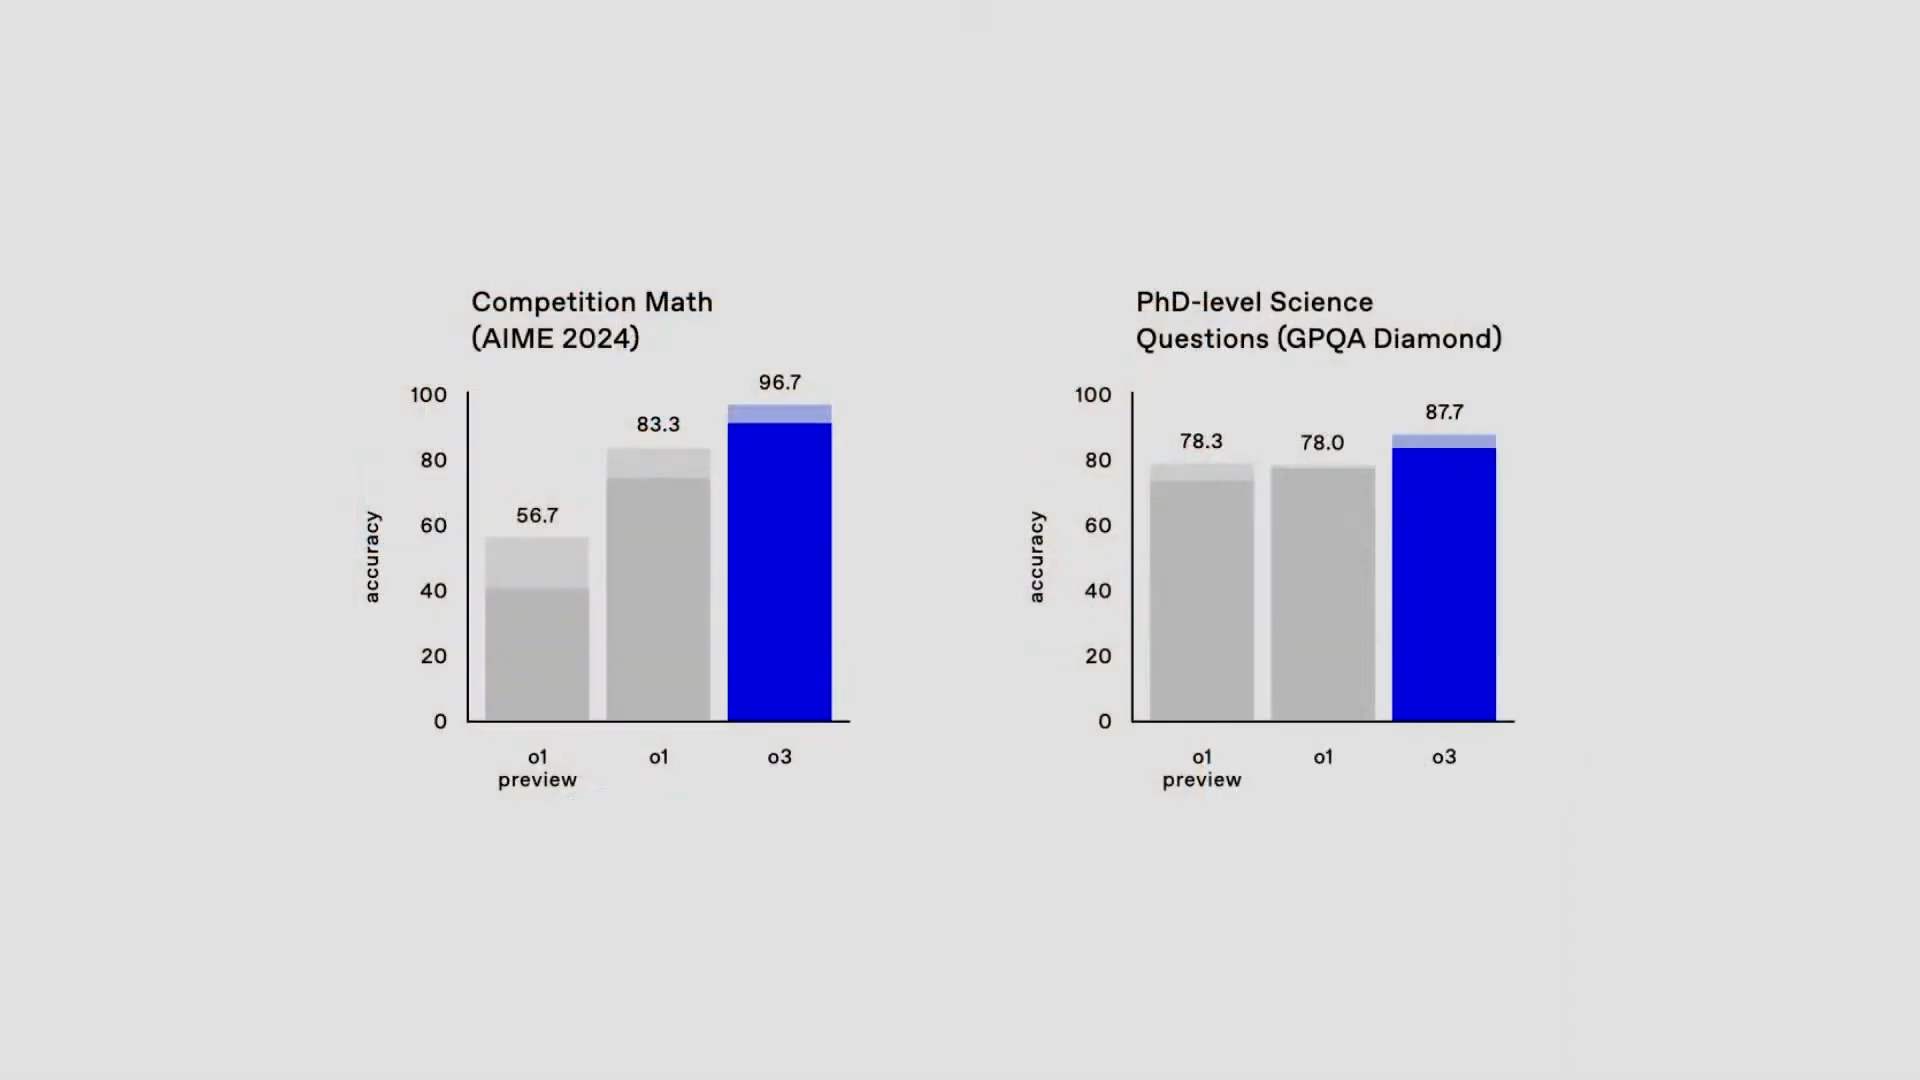 Competition Math
(AIME 2024)
accuracy
100
80
60
40
20
0
56.7
83.3
96.7
o1
preview
o1
o3
PhD-level Science
Questions (GPQA Diamond)
accuracy
100
80
60
40
20
0
78.3
78.0
87.7
o1
preview
o1
o3